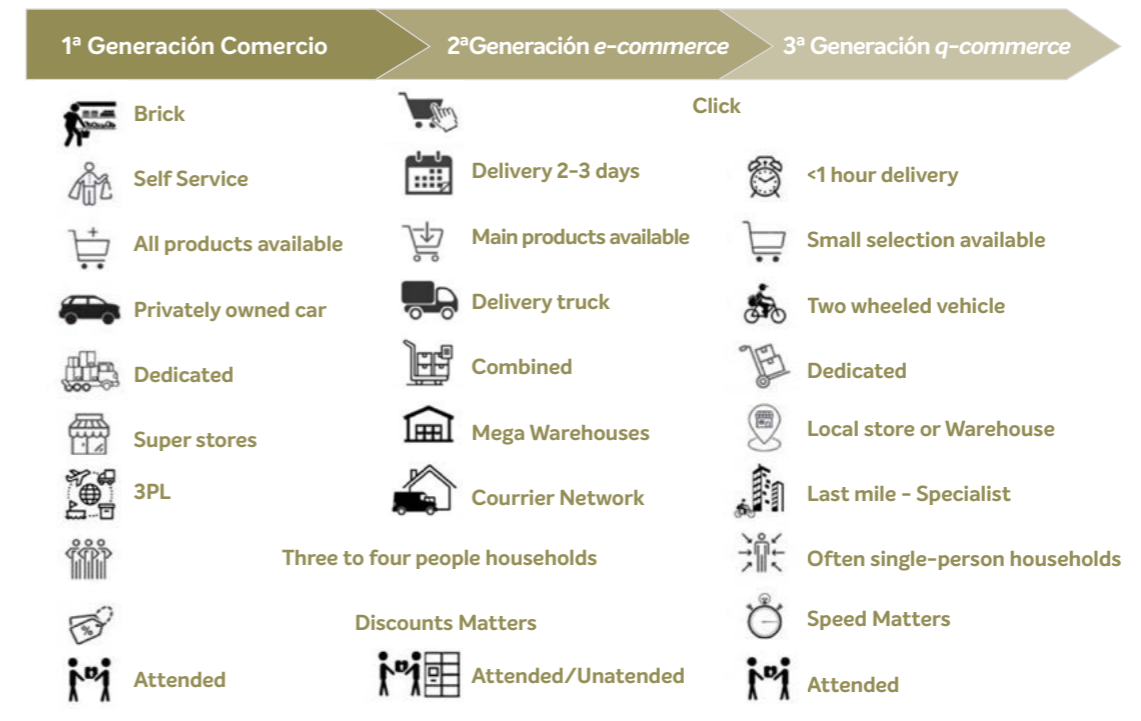 1ª Generación Comercio
2ªGeneración e-commerce
3ª Generación q-commerce
Brick
Click
Self Service
Delivery 2-3 days
<1 hour delivery
All products available
Main products available
Small selection available
Privately owned car
Delivery truck
Two wheeled vehicle
Dedicated
Combined
Dedicated
Super stores
Mega Warehouses
Local store or Warehouse
3PL
Courrier Network
Last mile - Specialist
Three to four people households
Often single-person households
Discounts Matters
Speed Matters
Attended
Attended/Unatended
Attended